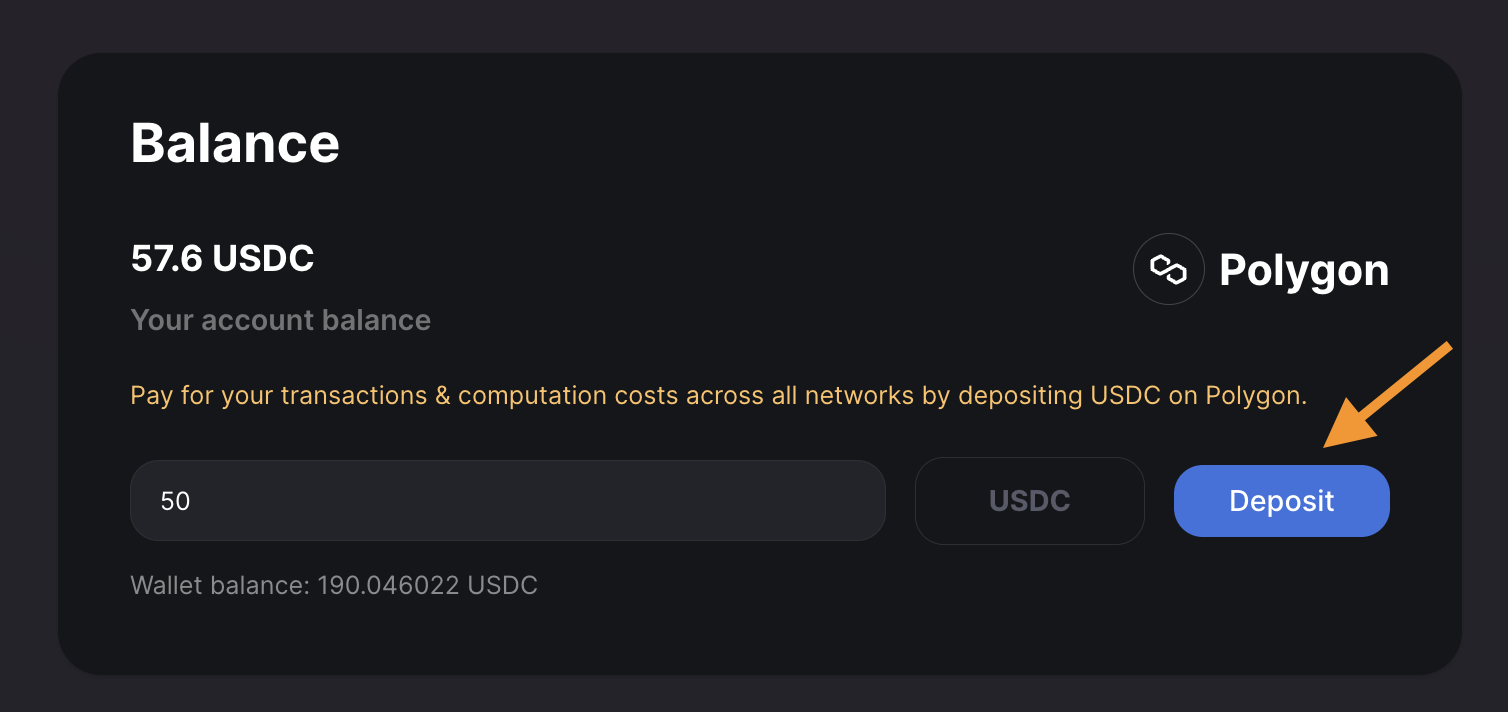 Balance
57.6 USDC
Polygon
Your account balance
Pay for your transactions & computation costs across all networks by depositing USDC on Polygon.
50
USDC
Deposit
Wallet balance: 190.046022 USDC